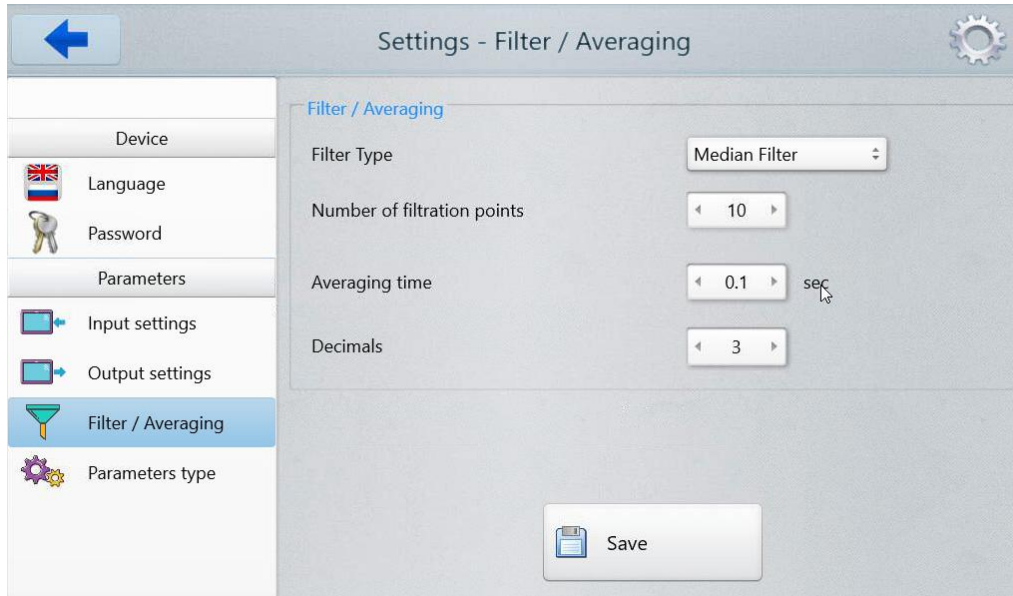 Settings - Filter / Averaging
Device
Language
Password
Parameters
Input settings
Output settings
Filter / Averaging
Parameters type
Filter / Averaging
Filter Type Median Filter
Number of filtration points 10
Averaging time 0.1 sec
Decimals 3
Save